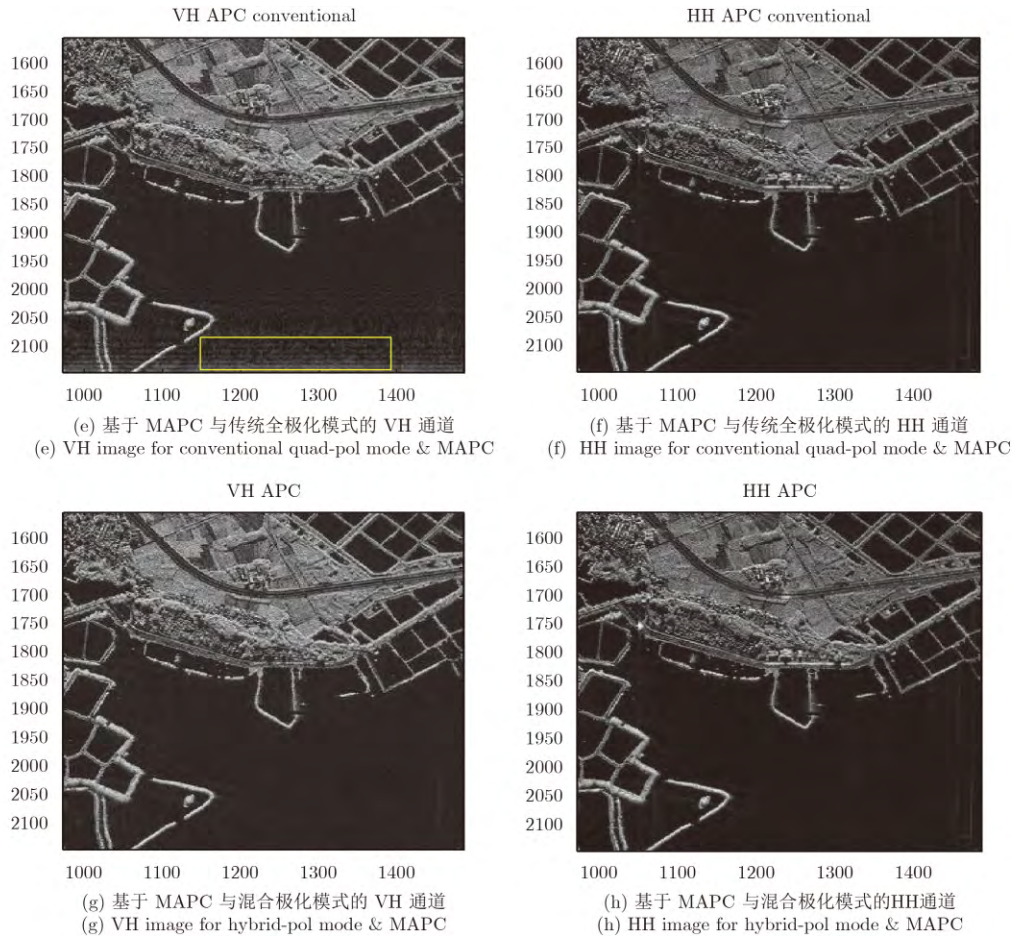 VH APC conventional
HH APC conventional
1600
1650
1700
1750
1800
1850
1900
1950
2000
2050
2100
1000 1100 1200 1300 1400
1600
1650
1700
1750
1800
1850
1900
1950
2000
2050
2100
1000 1100 1200 1300 1400
(e) 基于 MAPC 与传统全极化模式的 VH 通道
(e) VH image for conventional quad-pol mode & MAPC
(f) 基于 MAPC 与传统全极化模式的 HH 通道
(f) HH image for conventional quad-pol mode & MAPC
VH APC
HH APC
1600
1650
1700
1750
1800
1850
1900
1950
2000
2050
2100
1000 1100 1200 1300 1400
1600
1650
1700
1750
1800
1850
1900
1950
2000
2050
2100
1000 1100 1200 1300 1400
(g) 基于 MAPC 与混合极化模式的 VH 通道
(g) VH image for hybrid-pol mode & MAPC
(h) 基于 MAPC 与混合极化模式的HH通道
(h) HH image for hybrid-pol mode & MAPC